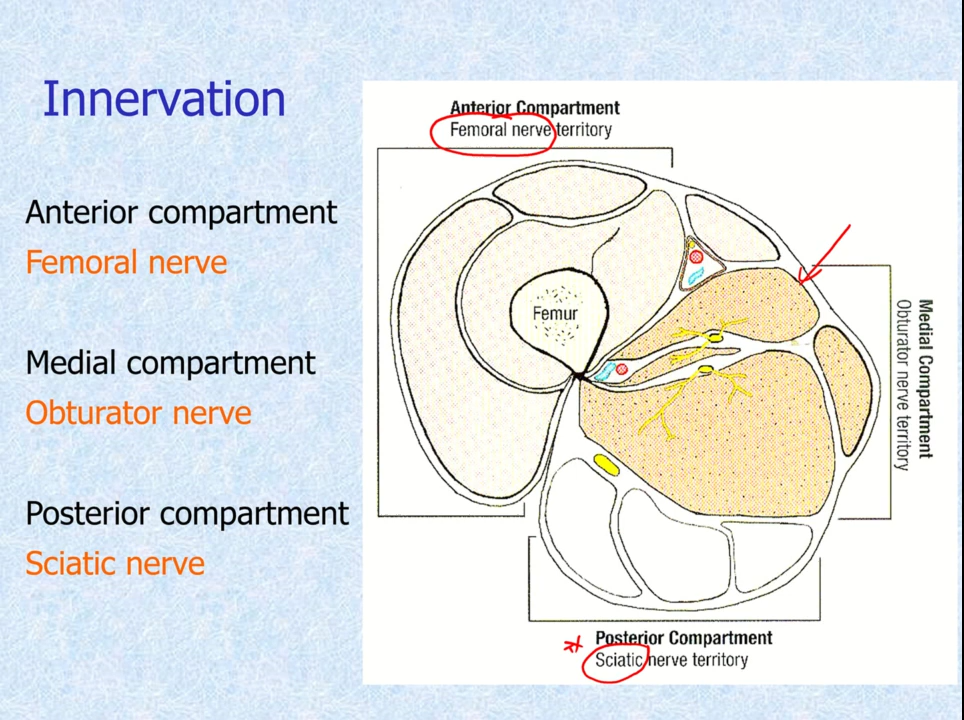 Innervation
Anterior compartment
Femoral nerve
Medial compartment
Obturator nerve
Posterior compartment
Sciatic nerve
Anterior Compartment
Femoral nerve territory
Femur
Medial Compartment
Obturator nerve territory
Posterior Compartment
Sciatic nerve territory